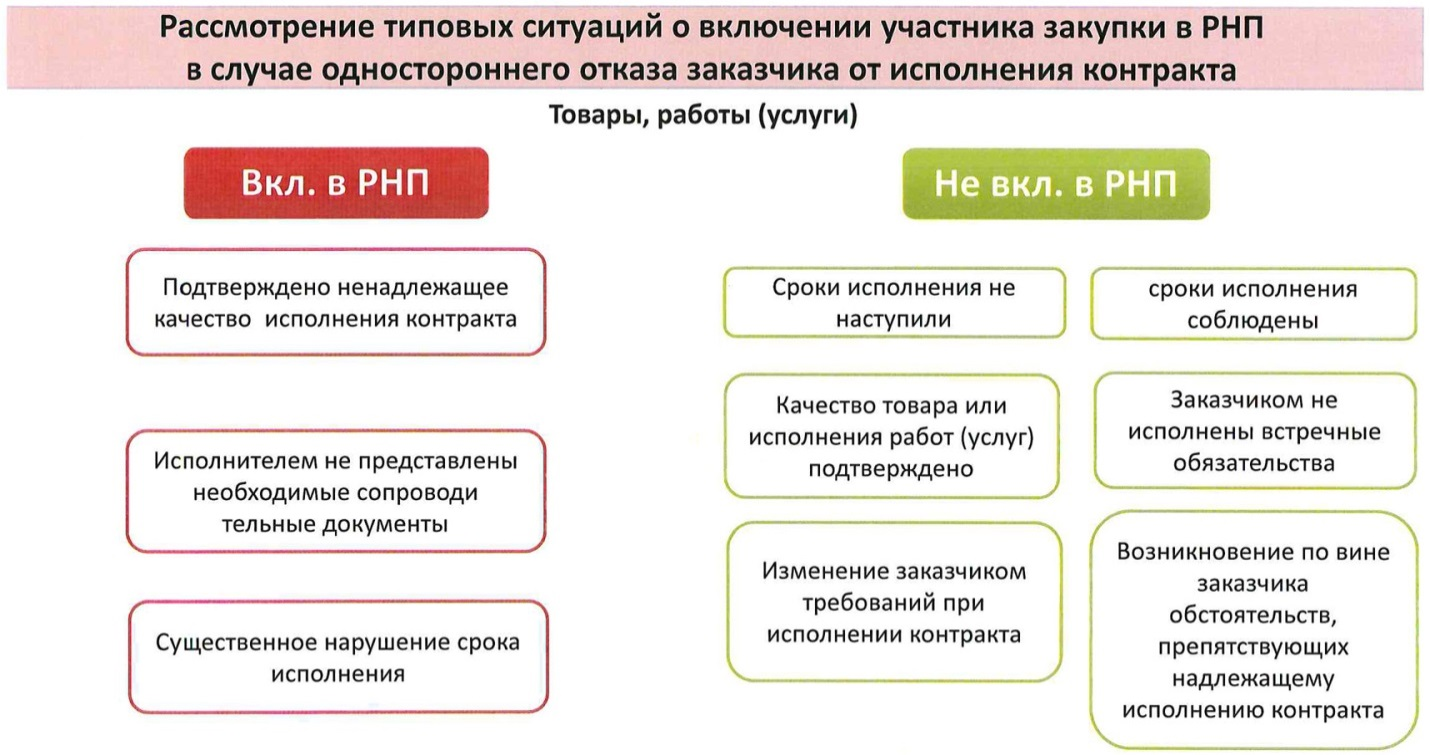 Рассмотрение типовых ситуаций о включении участника закупки в РНП
в случае одностороннего отказа заказчика от исполнения контракта
Товары, работы (услуги)
Вкл. в РНП
Подтверждено ненадлежащее
качество исполнения контракта
Исполнителем не представлены
необходимые сопроводи
тельные документы
Существенное нарушение срока
исполнения
Не вкл. в РНП
Сроки исполнения не
наступили
сроки исполнения
соблюдены
Качество товара или
исполнения работ (услуг)
подтверждено
Заказчиком не
исполнены встречные
обязательства
Изменение заказчиком
требований при
исполнении контракта
Возникновение по вине
заказчика
обстоятельств,
препятствующих
надлежащему
исполнению контракта